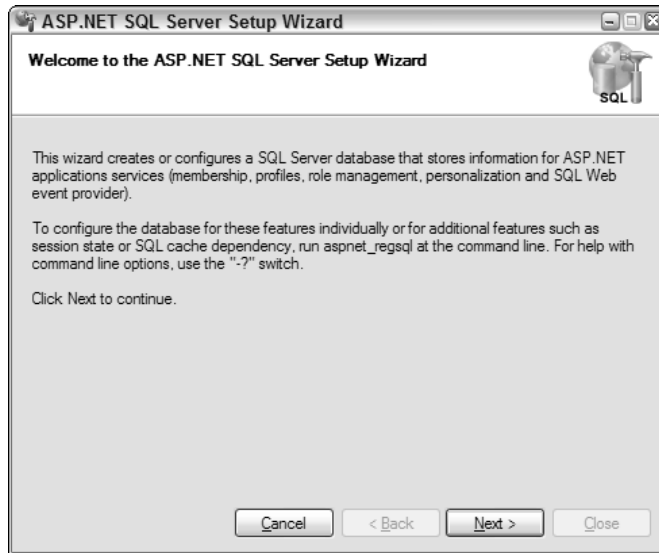 ASP.NET SQL Server Setup Wizard
Welcome to the ASP.NET SQL Server Setup Wizard
SQL
This wizard creates or configures a SQL Server database that stores information for ASP.NET
applications services (membership, profiles, role management, personalization and SQL Web
event provider).
To configure the database for these features individually or for additional features such as
session state or SQL cache dependency, run aspnet_regsql at the command line. For help with
command line options, use the "-?" switch.
Click Next to continue.
Cancel < Back Next > Close